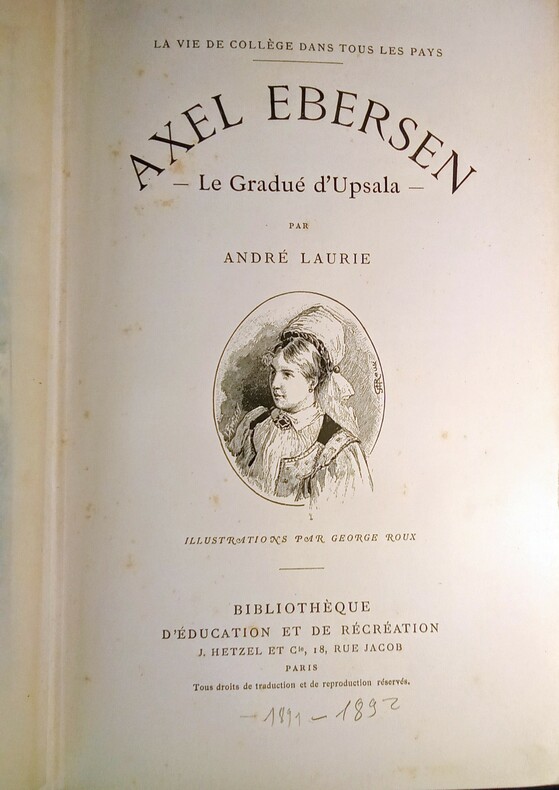 LA VIE DE COLLÈGE DANS TOUS LES PAYS
AXEL EBERSEN
— Le Gradué d'Upsala —
PAR
ANDRÉ LAURIE
G Roux
ILLUSTRATIONS PAR GEORGE ROUX
BIBLIOTHÈQUE
D'ÉDUCATION ET DE RÉCRÉATION
J. HETZEL ET Cie, 18, RUE JACOB
PARIS
Tous droits de traduction et de reproduction réservés.
— 1891 — 1892